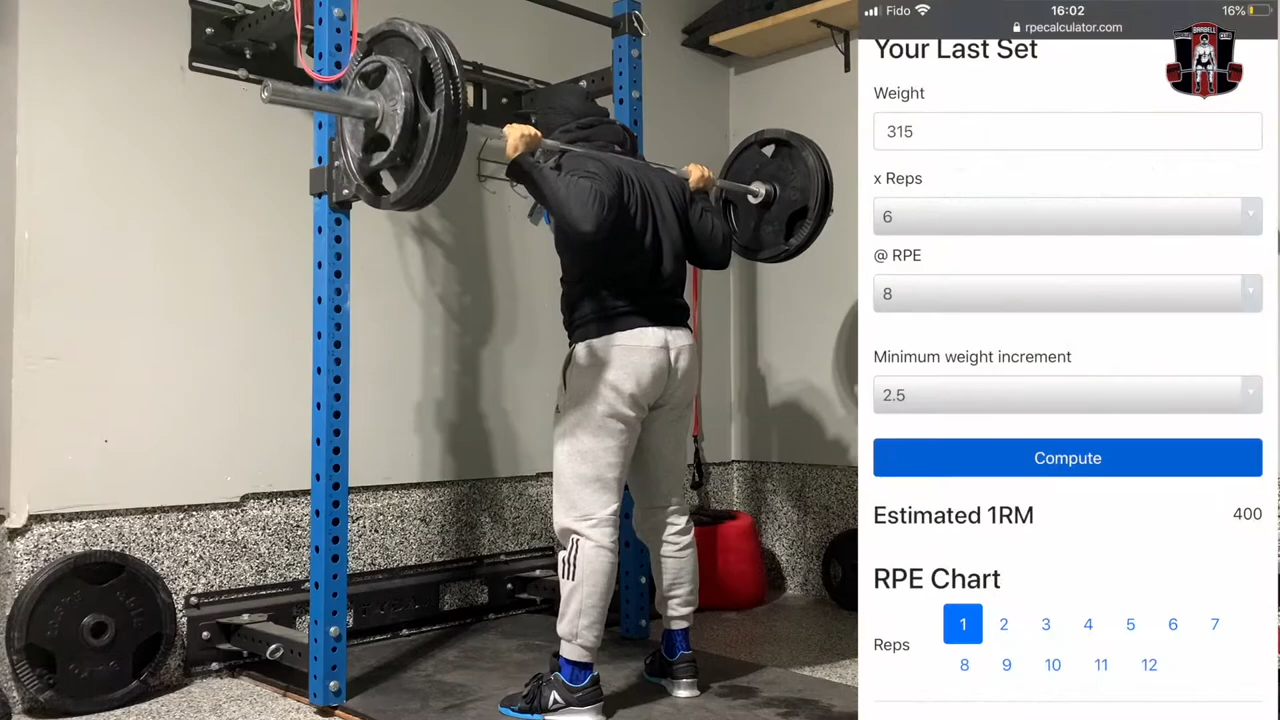 Fido
16:02
16%
rpecalculator.com
Your Last Set
BARBELL
Weight
315
x Reps
6
@ RPE
8
Minimum weight increment
2.5
Compute
Estimated 1RM
400
RPE Chart
Reps
1 2 3 4 5 6 7
8 9 10 11 12